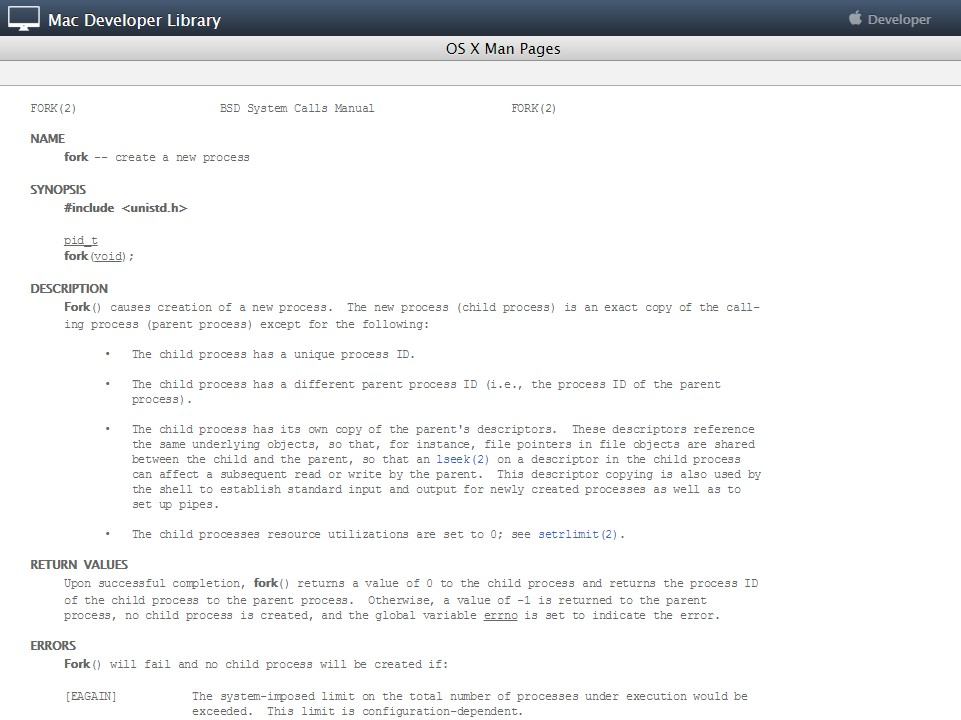 Mac Developer Library
Developer
OS X Man Pages
FORK(2) BSD System Calls Manual FORK(2)
NAME
fork -- create a new process
SYNOPSIS
#include <unistd.h>
pid_t
fork(void);
DESCRIPTION
Fork() causes creation of a new process. The new process (child process) is an exact copy of the call-
ing process (parent process) except for the following:
• The child process has a unique process ID.
• The child process has a different parent process ID (i.e., the process ID of the parent
process).
• The child process has its own copy of the parent's descriptors. These descriptors reference
the same underlying objects, so that, for instance, file pointers in file objects are shared
between the child and the parent, so that an lseek(2) on a descriptor in the child process
can affect a subsequent read or write by the parent. This descriptor copying is also used by
the shell to establish standard input and output for newly created processes as well as to
set up pipes.
• The child processes resource utilizations are set to 0; see setrlimit(2).
RETURN VALUES
Upon successful completion, fork() returns a value of 0 to the child process and returns the process ID
of the child process to the parent process. Otherwise, a value of -1 is returned to the parent
process, no child process is created, and the global variable errno is set to indicate the error.
ERRORS
Fork() will fail and no child process will be created if:
[EAGAIN] The system-imposed limit on the total number of processes under execution would be
exceeded. This limit is configuration-dependent.